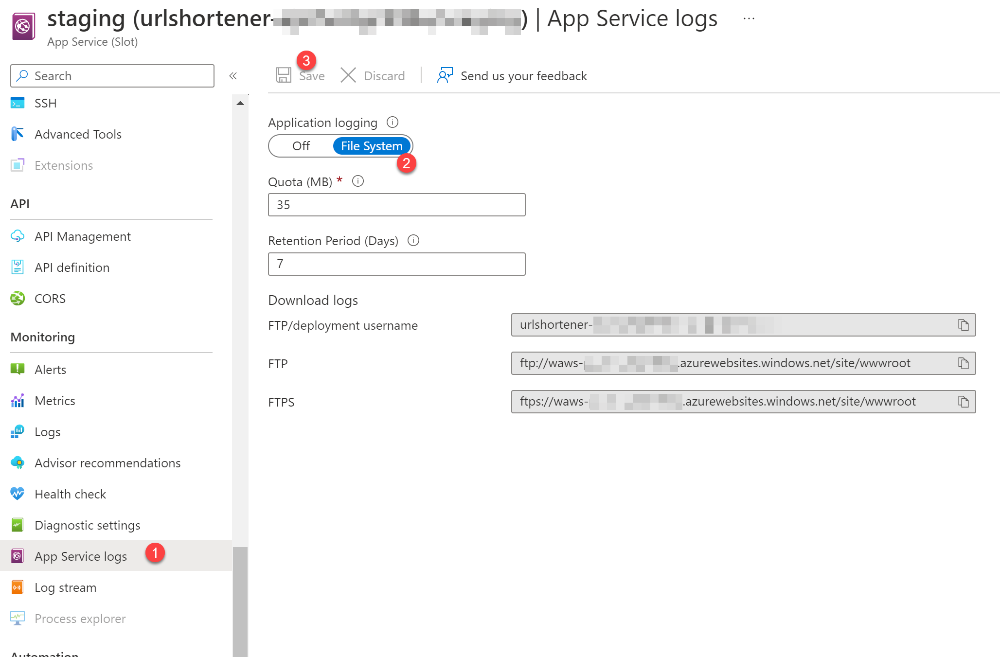 staging (urlshortener- ) | App Service logs ...
App Service (Slot)
Search «
SSH
Advanced Tools
Extensions
API
API Management
API definition
CORS
Monitoring
Alerts
Metrics
Logs
Advisor recommendations
Health check
Diagnostic settings
App Service logs 1
Log stream
Process explorer
Automation
3
Save Discard Send us your feedback
Application logging
Off File System
2
Quota (MB) *
35
Retention Period (Days)
7
Download logs
FTP/deployment username urlshortener-
FTP ftp://waws- .azurewebsites.windows.net/site/wwwroot
FTPS ftps://waws- .azurewebsites.windows.net/site/wwwroot